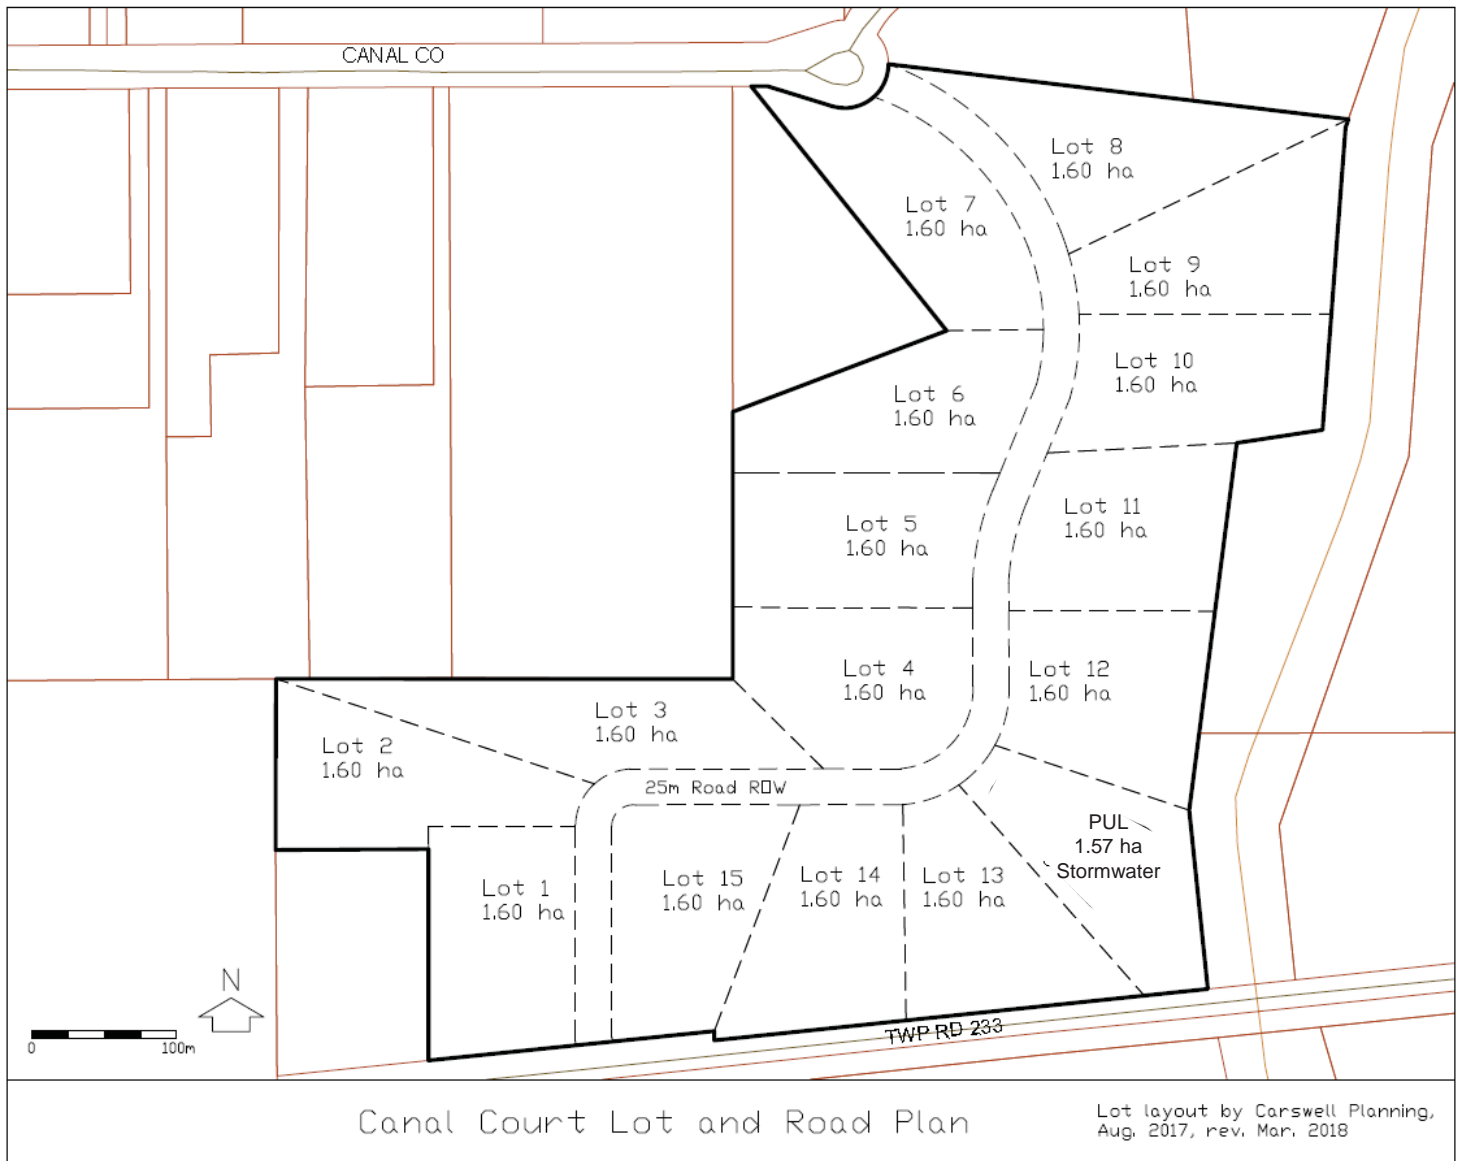 CANAL CO
Lot 8
1.60 ha
Lot 7
1.60 ha
Lot 9
1.60 ha
Lot 10
1.60 ha
Lot 6
1.60 ha
Lot 11
1.60 ha
Lot 5
1.60 ha
Lot 4
1.60 ha
Lot 12
1.60 ha
Lot 3
1.60 ha
Lot 2
1.60 ha
25m Road ROW
PUL
1.57 ha
Stormwater
Lot 1
1.60 ha
Lot 15
1.60 ha
Lot 14
1.60 ha
Lot 13
1.60 ha
N
0 100m
TWP RD 233
Canal Court Lot and Road Plan
Lot layout by Carswell Planning,
Aug. 2017, rev. Mar. 2018